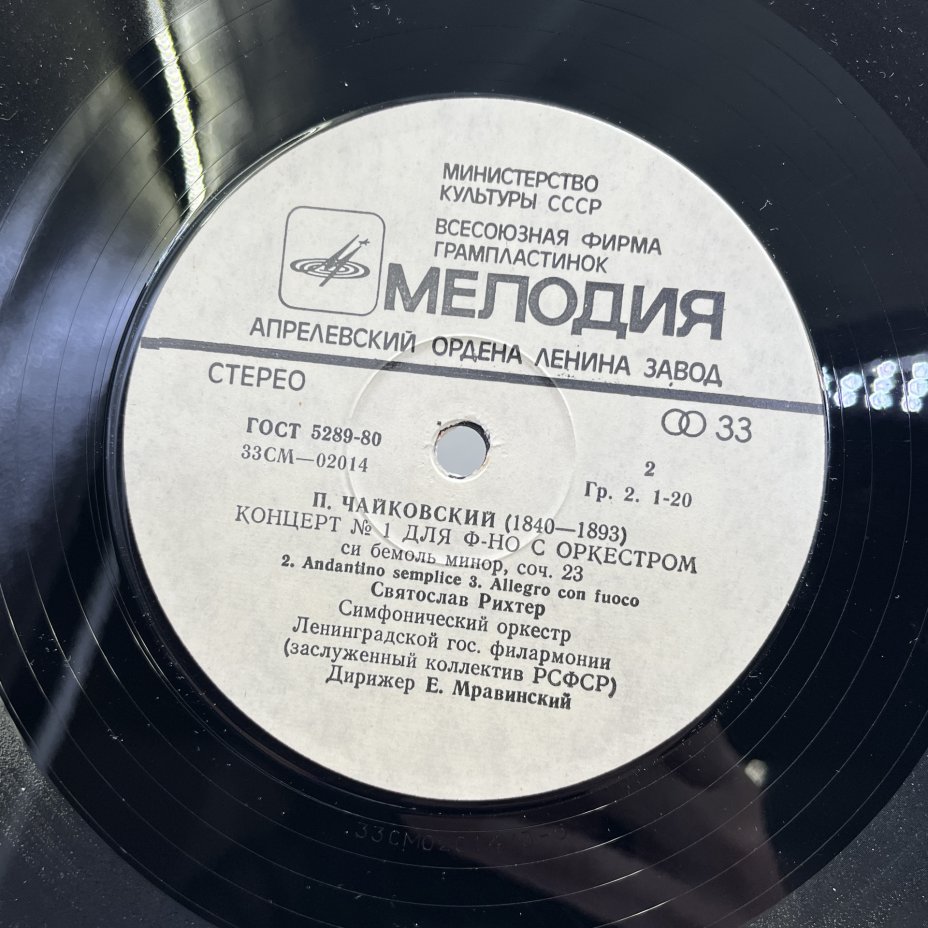 МИНИСТЕРСТВО
КУЛЬТУРЫ СССР
ВСЕСОЮЗНАЯ ФИРМА
ГРАМПЛАСТИНОК
МЕЛОДИЯ
АПРЕЛЕВСКИЙ ОРДЕНА ЛЕНИНА ЗАВОД
СТЕРЕО
33
ГОСТ 5289-80
33СМ—02014
2
Гр. 2. 1-20
П. ЧАЙКОВСКИЙ (1840—1893)
КОНЦЕРТ № 1 ДЛЯ Ф-НО С ОРКЕСТРОМ
си бемоль минор, соч. 23
2. Andantino semplice 3. Allegro con fuoco
Святослав Рихтер
Симфонический оркестр
Ленинградской гос. филармонии
(заслуженный коллектив РСФСР)
Дирижер Е. Мравинский